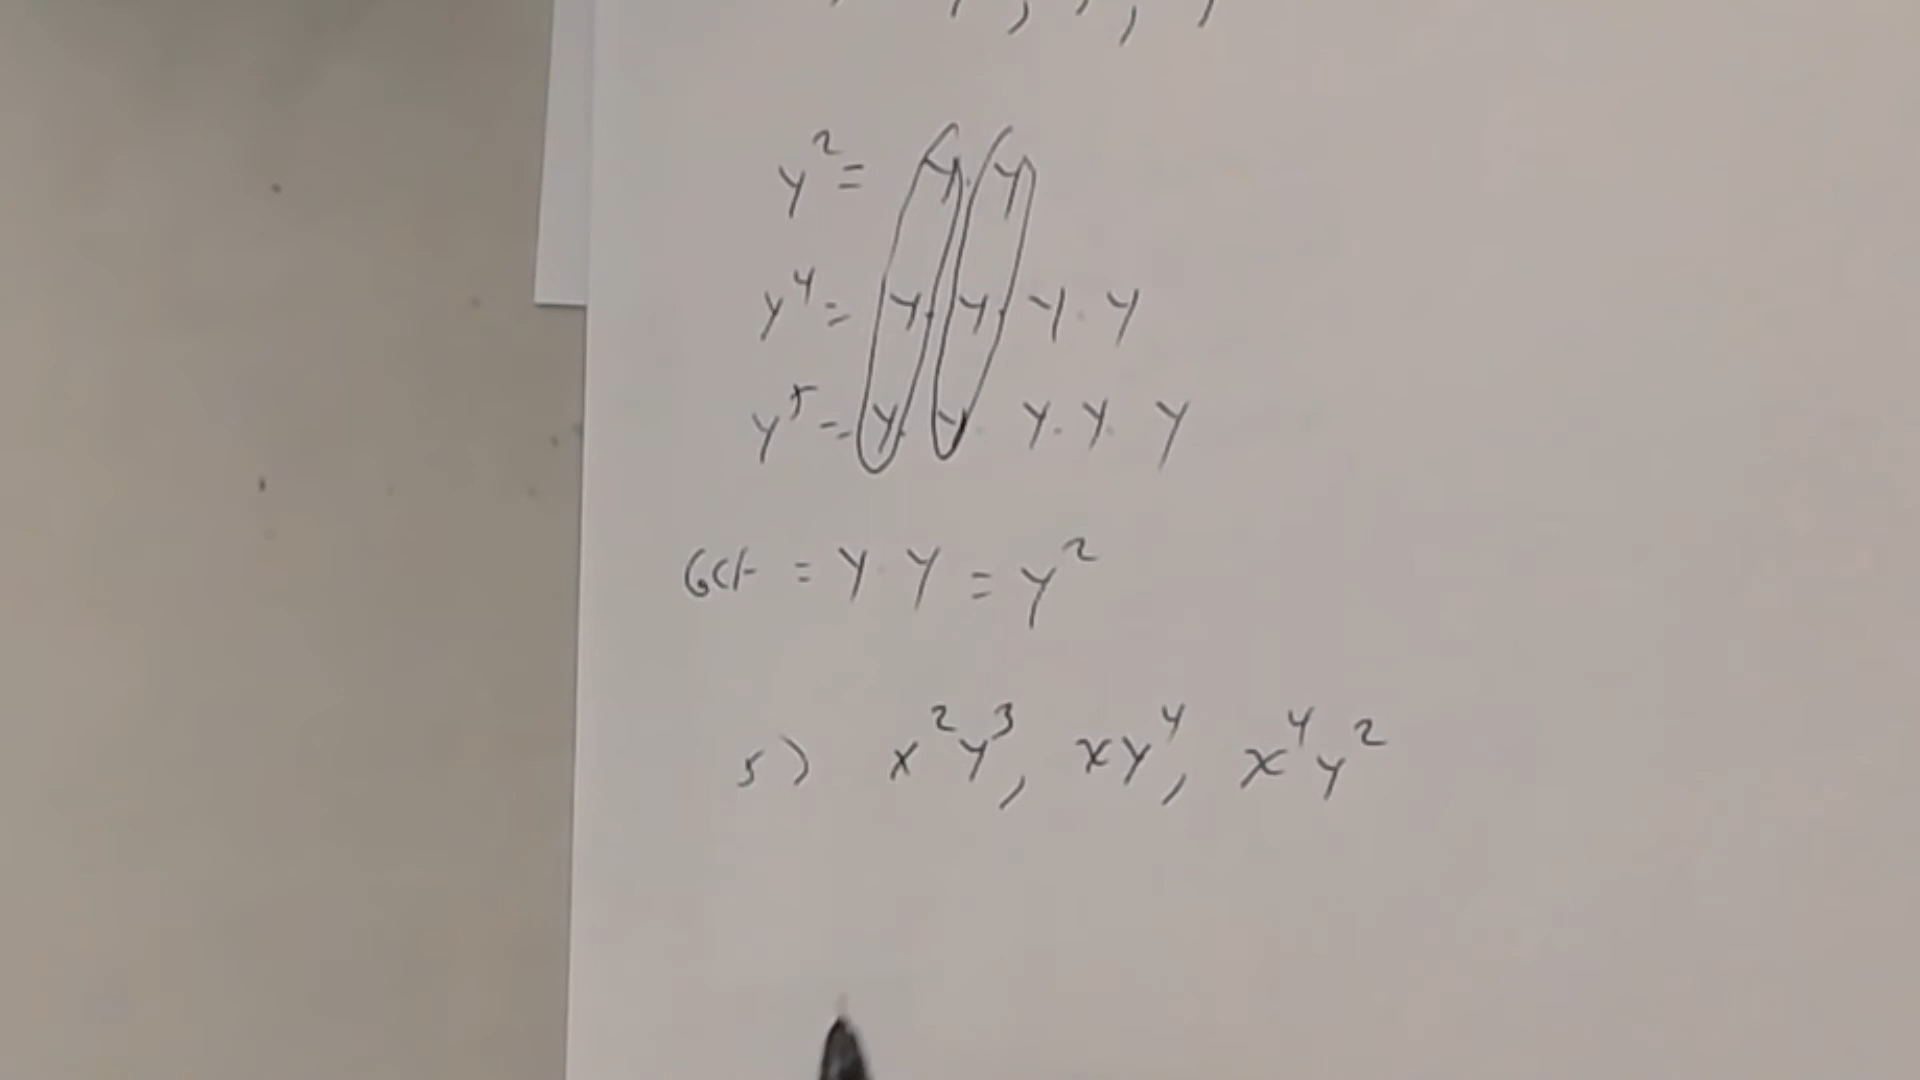 y² = y · y
y⁴ = y · y · y · y
y⁵ = y · y · y · y · y
GCF = y · y = y²
5) x²y³, xy⁴, x⁴y²